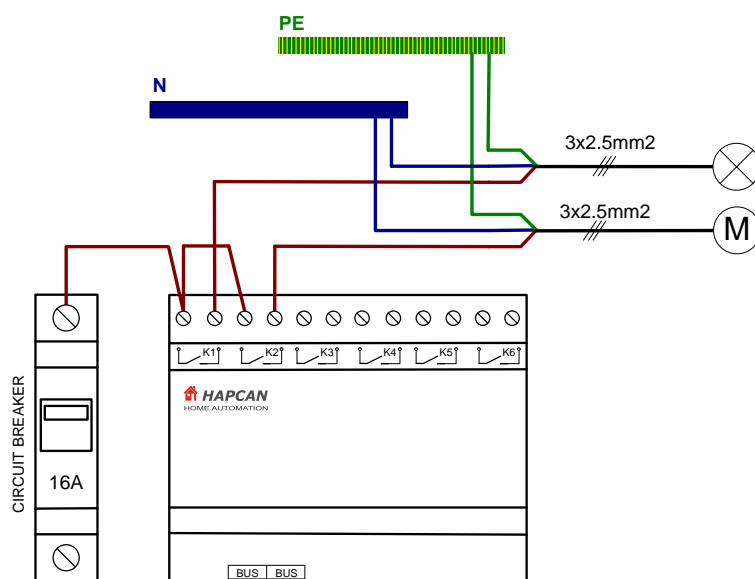 PE
N
3x2.5mm2
3x2.5mm2
M
K1 K2 K3 K4 K5 K6
HAPCAN
HOME AUTOMATION
CIRCUIT BREAKER
16A
BUS BUS